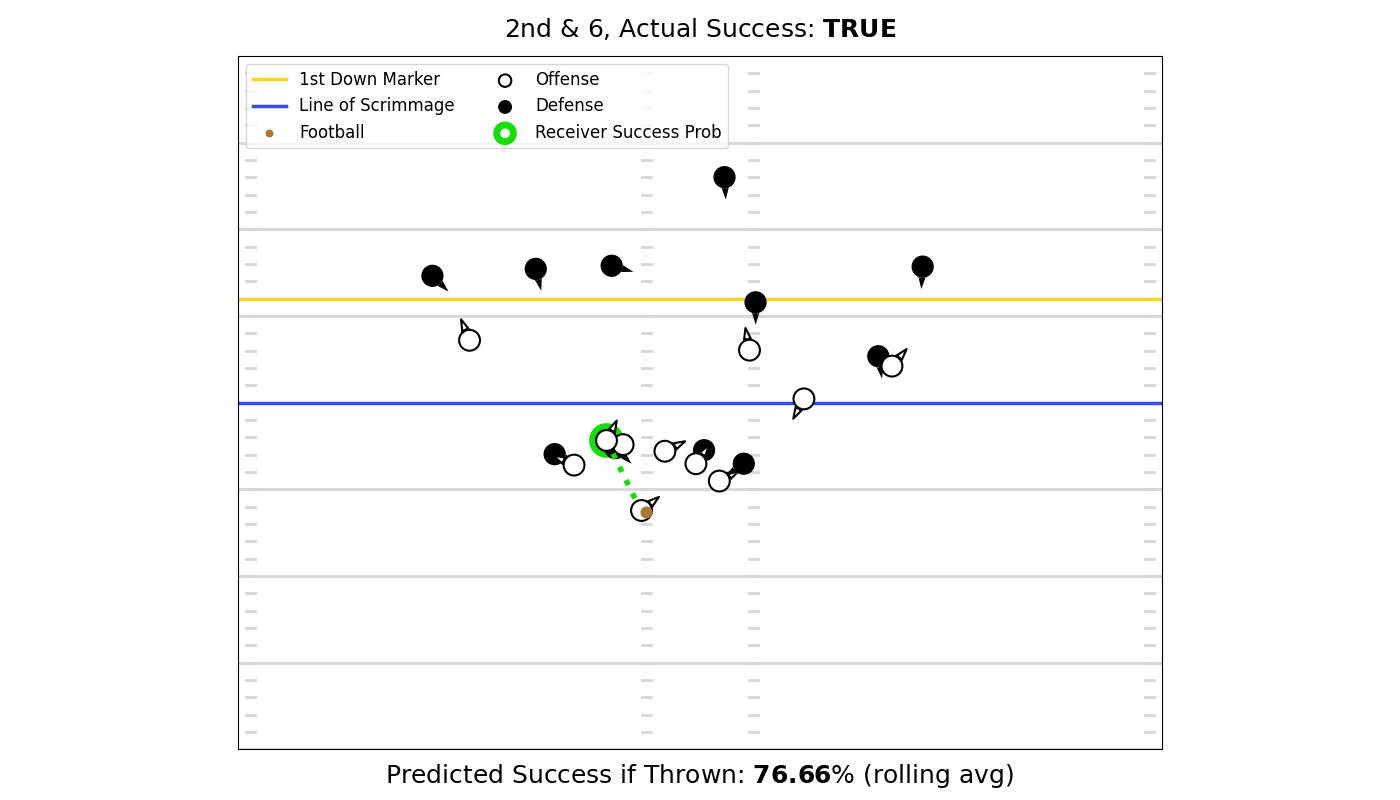 2nd & 6, Actual Success: TRUE
1st Down Marker
Line of Scrimmage
Football
Offense
Defense
Receiver Success Prob
Predicted Success if Thrown: 76.66% (rolling avg)